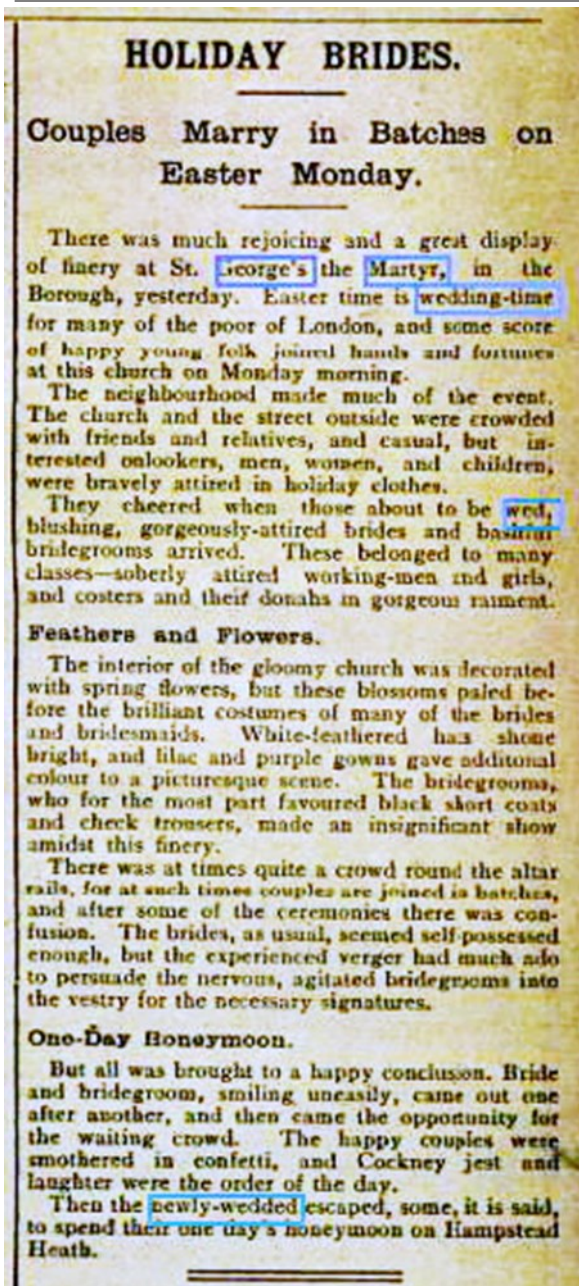 HOLIDAY BRIDES.
Couples Marry in Batches on
Easter Monday.
There was much rejoicing and a great display
of finery at St. George's the Martyr, in the
Borough, yesterday. Easter time is wedding-time
for many of the poor of London, and some score
of happy young folk joined hands and fortunes
at this church on Monday morning.
The neighbourhood made much of the event.
The church and the street outside were crowded
with friends and relatives, and casual, but in-
terested onlookers, men, women, and children,
were bravely attired in holiday clothes.
They cheered when those about to be wed,
blushing, gorgeously-attired brides and bashful
bridegrooms arrived. These belonged to many
classes—soberly attired working-men and girls,
and costers and their donahs in gorgeous raiment.
Feathers and Flowers.
The interior of the gloomy church was decorated
with spring flowers, but these blossoms paled be-
fore the brilliant costumes of many of the brides
and bridesmaids. White-feathered hats shone
bright, and lilac and purple gowns gave additonal
colour to a picturesque scene. The bridegrooms,
who for the most part favoured black short coats
and check trousers, made an insignificant show
amidst this finery.
There was at times quite a crowd round the altar
rails, for at such times couples are joined in batches,
and after some of the ceremonies there was con-
fusion. The brides, as usual, seemed self-possessed
enough, but the experienced verger had much ado
to persuade the nervous, agitated bridegrooms into
the vestry for the necessary signatures.
One-Day Honeymoon.
But all was brought to a happy conclusion. Bride
and bridegroom, smiling uneasily, came out one
after another, and then came the opportunity for
the waiting crowd. The happy couples were
smothered in confetti, and Cockney jest and
laughter were the order of the day.
Then the newly-wedded escaped, some, it is said,
to spend their one day's honeymoon on Hampstead
Heath.